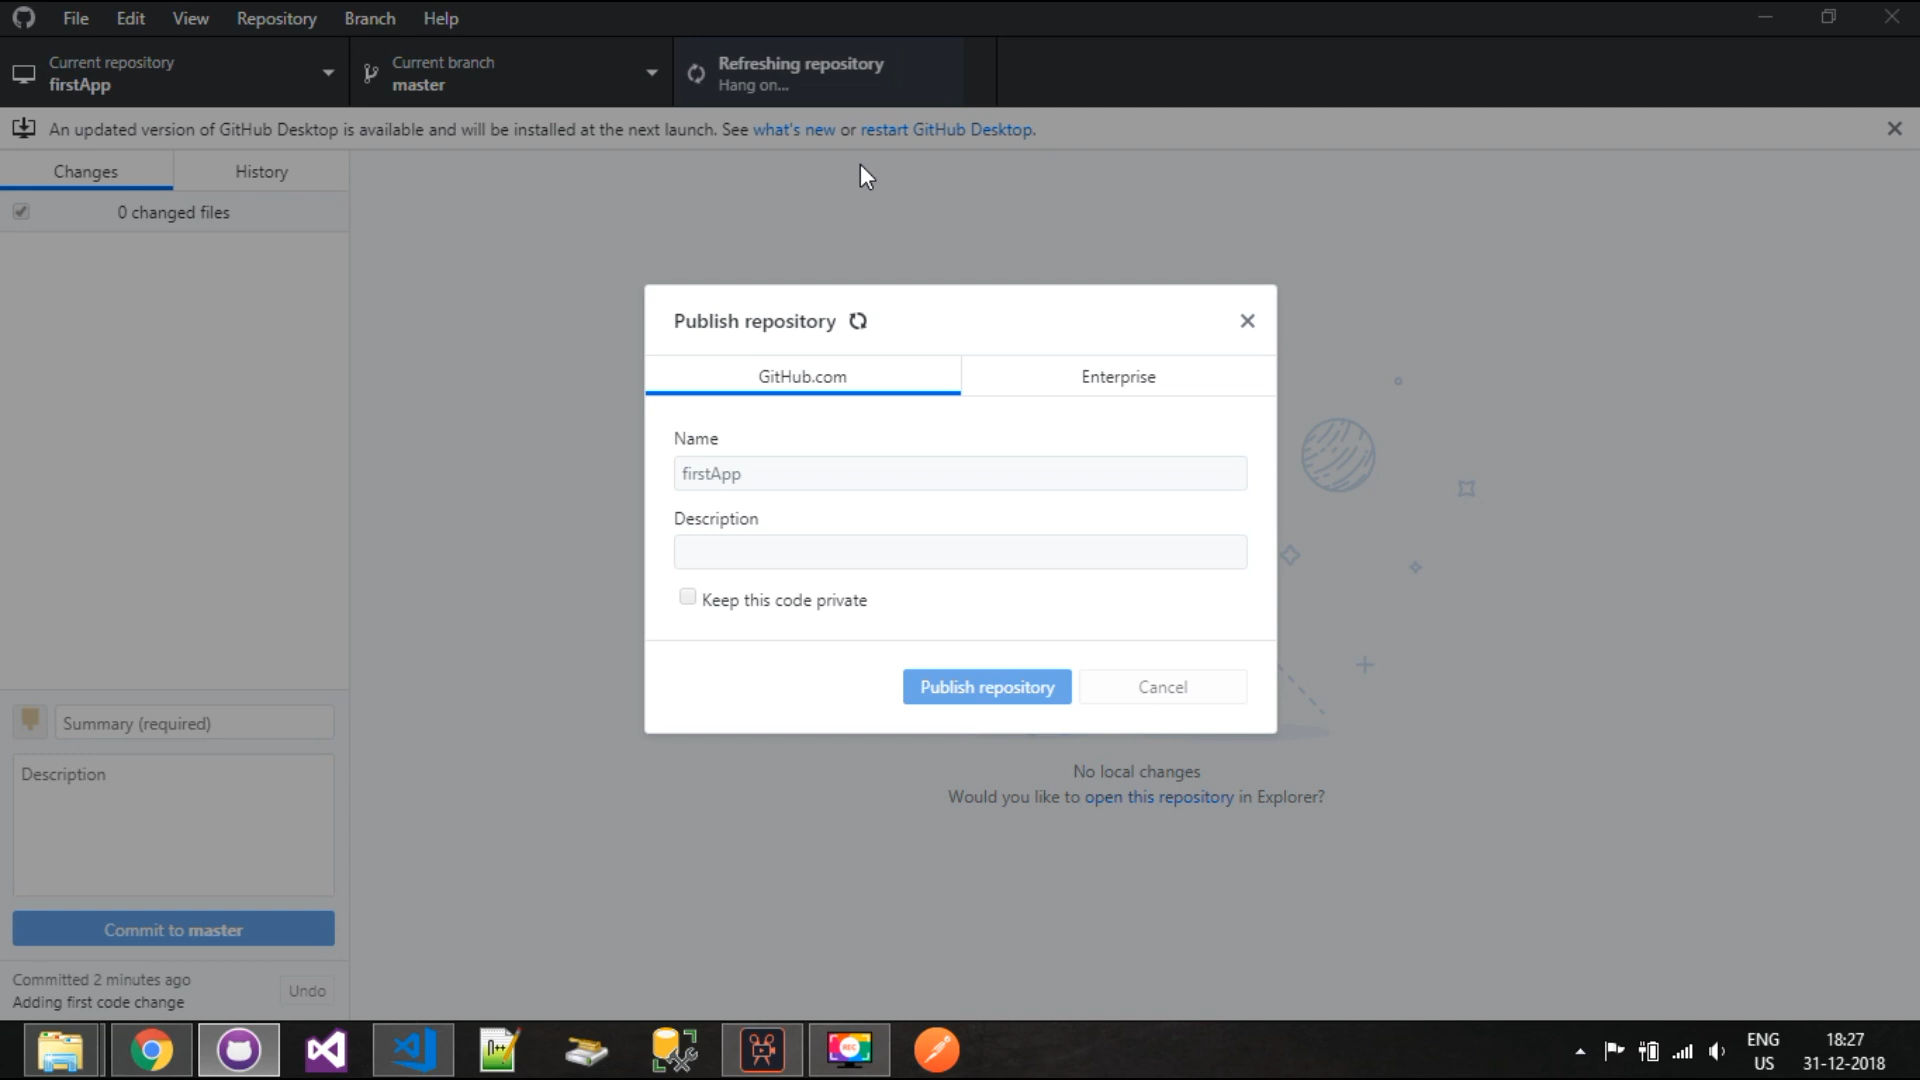 File Edit View Repository Branch Help
Current repository
firstApp
Current branch
master
Refreshing repository
Hang on...
An updated version of GitHub Desktop is available and will be installed at the next launch. See what's new or restart GitHub Desktop.
Changes
History
0 changed files
Publish repository
GitHub.com
Enterprise
Name
firstApp
Description
Keep this code private
Publish repository
Cancel
No local changes
Would you like to open this repository in Explorer?
Summary (required)
Description
Commit to master
Committed 2 minutes ago
Adding first code change
Undo
n++
REC
ENG
US
18:27
31-12-2018